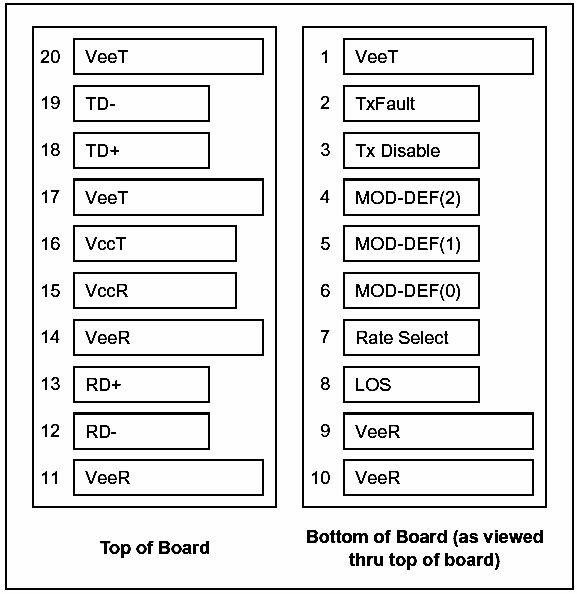 20 VeeT
19 TD-
18 TD+
17 VeeT
16 VccT
15 VccR
14 VeeR
13 RD+
12 RD-
11 VeeR
Top of Board
1 VeeT
2 TxFault
3 Tx Disable
4 MOD-DEF(2)
5 MOD-DEF(1)
6 MOD-DEF(0)
7 Rate Select
8 LOS
9 VeeR
10 VeeR
Bottom of Board (as viewed
thru top of board)